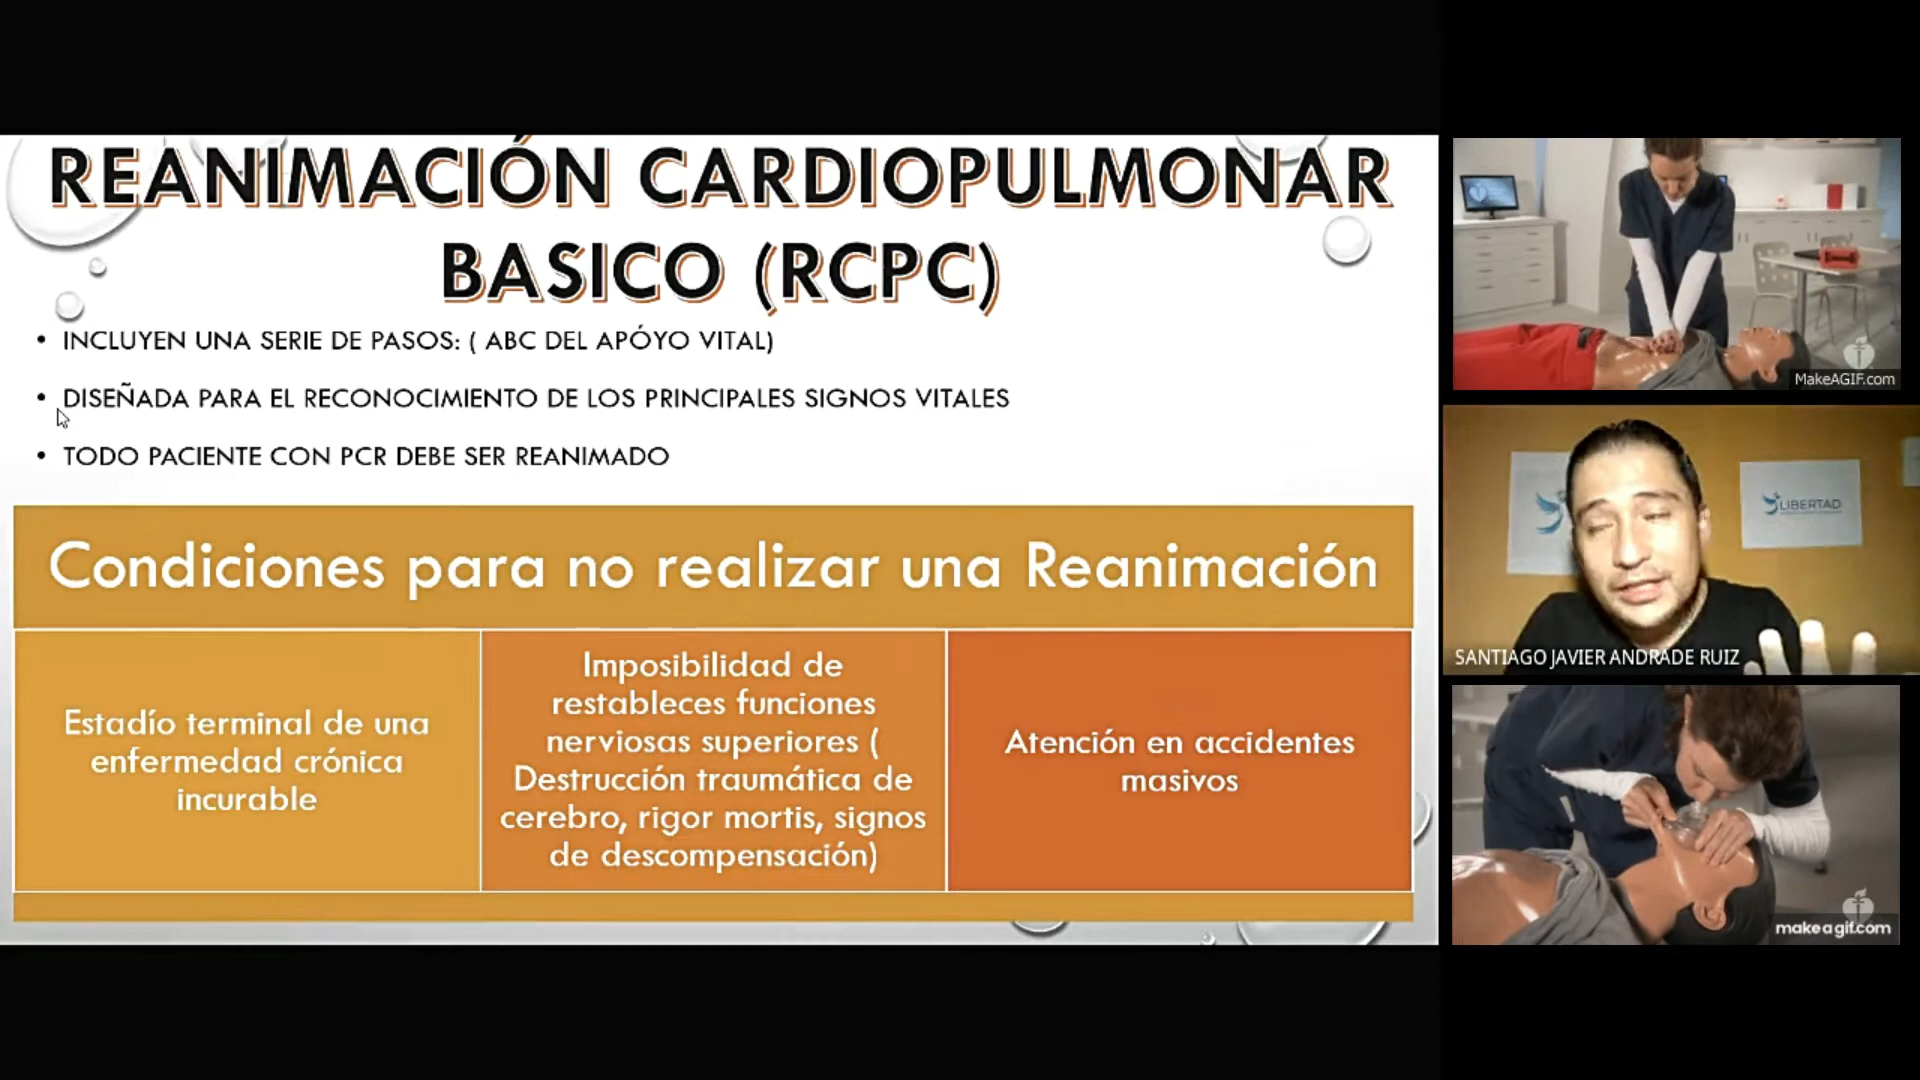 REANIMACIÓN CARDIOPULMONAR
BASICO (RCPC)
• INCLUYEN UNA SERIE DE PASOS: ( ABC DEL APÓYO VITAL)
• DISEÑADA PARA EL RECONOCIMIENTO DE LOS PRINCIPALES SIGNOS VITALES
• TODO PACIENTE CON PCR DEBE SER REANIMADO
Condiciones para no realizar una Reanimación
Estadío terminal de una
enfermedad crónica
incurable
Imposibilidad de
restableces funciones
nerviosas superiores (
Destrucción traumática de
cerebro, rigor mortis, signos
de descompensación)
Atención en accidentes
masivos
MakeAGIF.com
LIBERTAD
SANTIAGO JAVIER ANDRADE RUIZ
makeagif.com